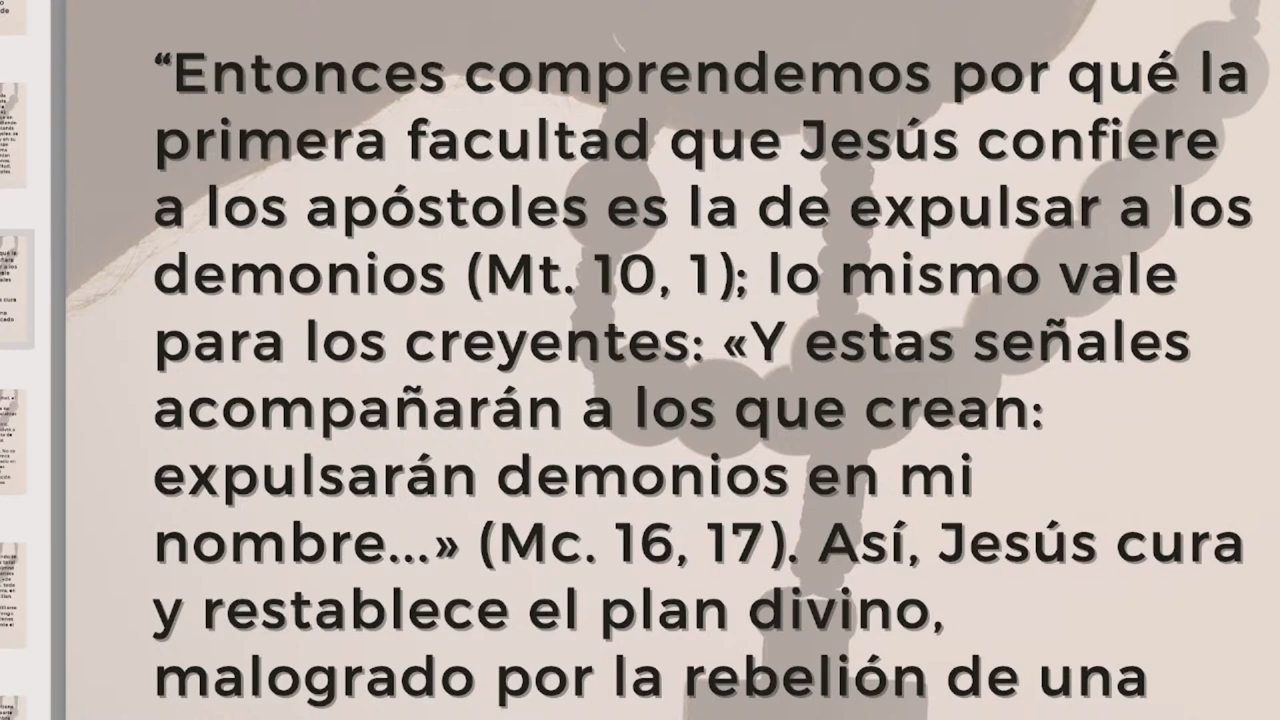 “Entonces comprendemos por qué la
primera facultad que Jesús confiere
a los apóstoles es la de expulsar a los
demonios (Mt. 10, 1); lo mismo vale
para los creyentes: «Y estas señales
acompañarán a los que crean:
expulsarán demonios en mi
nombre...» (Mc. 16, 17). Así, Jesús cura
y restablece el plan divino,
malogrado por la rebelión de una